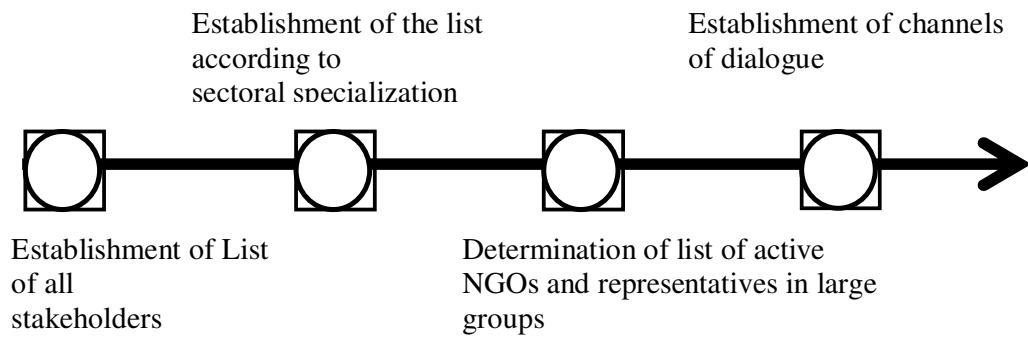 Establishment of the list
according to
sectoral specialization
Establishment of channels
of dialogue
Establishment of List
of all
stakeholders
Determination of list of active
NGOs and representatives in large
groups